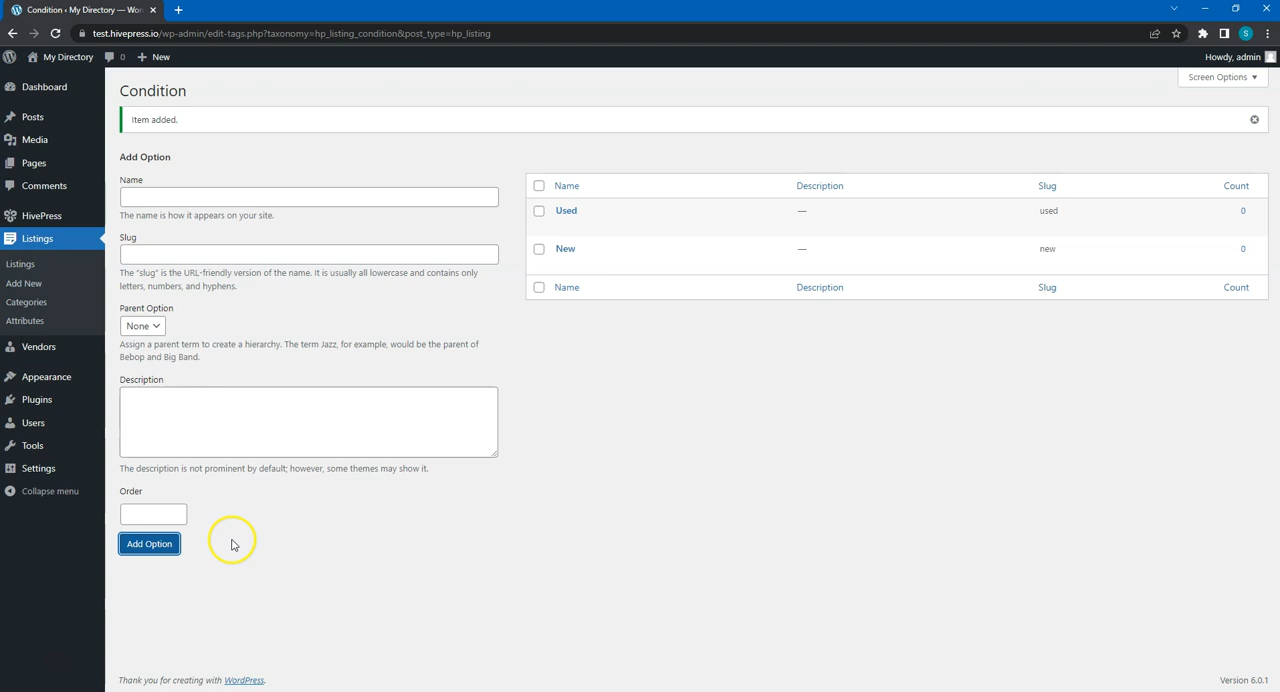 Condition ‹ My Directory — Wor
test.hivepress.io/wp-admin/edit-tags.php?taxonomy=hp_listing_condition&post_type=hp_listing
S
My Directory
0
New
Howdy, admin
Screen Options
Dashboard
Posts
Media
Pages
Comments
HivePress
Listings
Listings
Add New
Categories
Attributes
Vendors
Appearance
Plugins
Users
Tools
Settings
Collapse menu
Condition
Item added.
Add Option
Name
The name is how it appears on your site.
Slug
The "slug" is the URL-friendly version of the name. It is usually all lowercase and contains only
letters, numbers, and hyphens.
Parent Option
None
Assign a parent term to create a hierarchy. The term Jazz, for example, would be the parent of
Bebop and Big Band.
Description
The description is not prominent by default; however, some themes may show it.
Order
Add Option
Name Description Slug Count
Used — used 0
New — new 0
Name Description Slug Count
Thank you for creating with WordPress.
Version 6.0.1